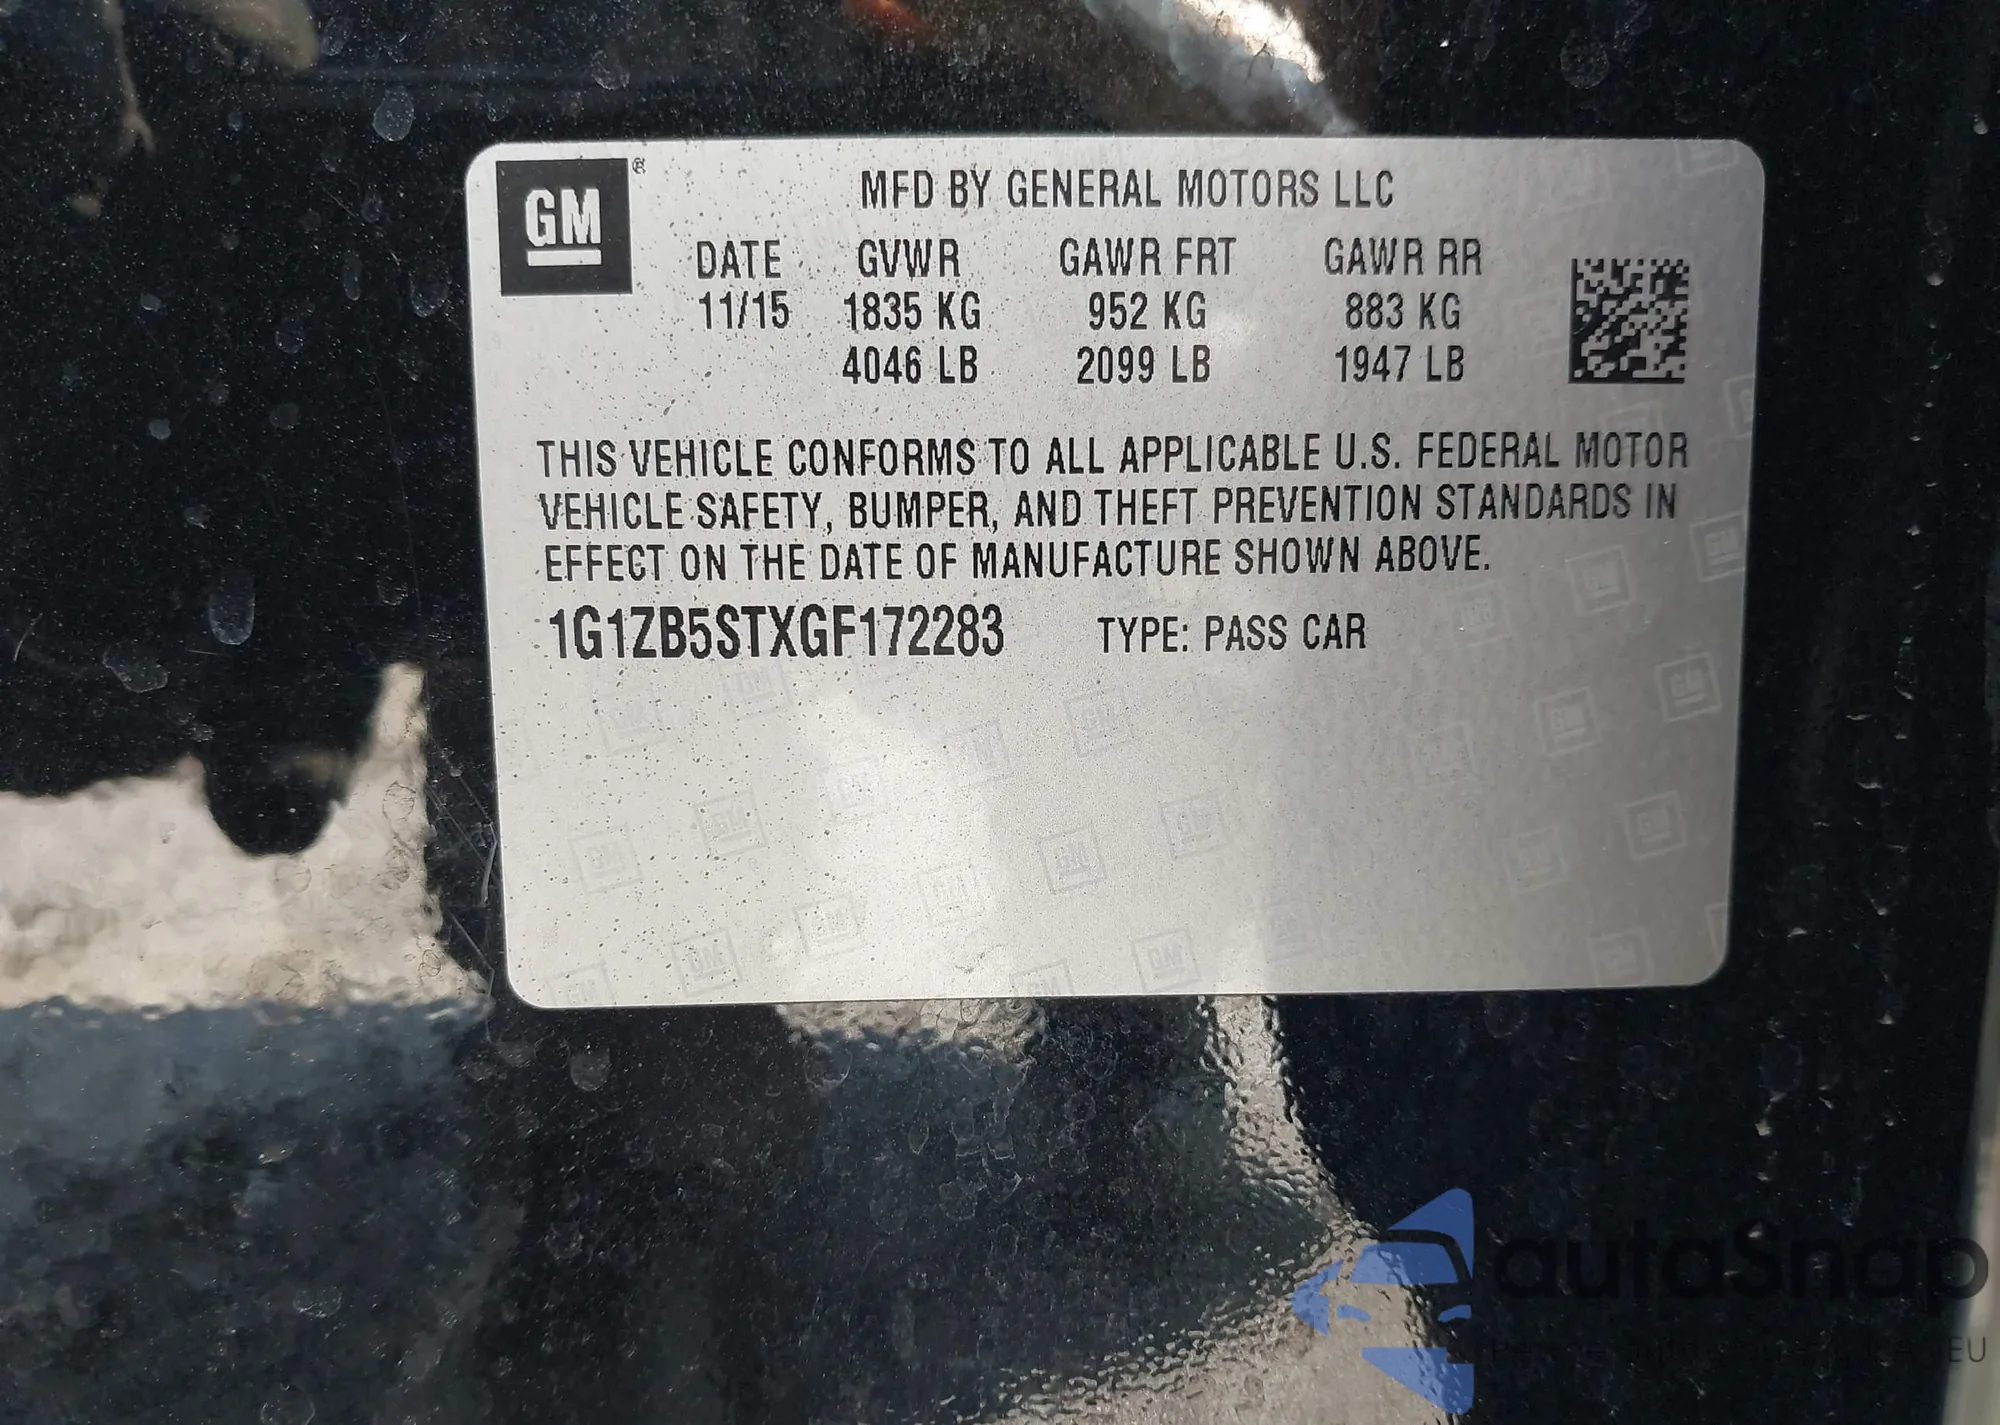 GM ®
MFD BY GENERAL MOTORS LLC
DATE GVWR GAWR FRT GAWR RR
11/15 1835 KG 952 KG 883 KG
4046 LB 2099 LB 1947 LB
THIS VEHICLE CONFORMS TO ALL APPLICABLE U.S. FEDERAL MOTOR
VEHICLE SAFETY, BUMPER, AND THEFT PREVENTION STANDARDS IN
EFFECT ON THE DATE OF MANUFACTURE SHOWN ABOVE.
1G1ZB5STXGF172283 TYPE: PASS CAR
autaSnap
EU